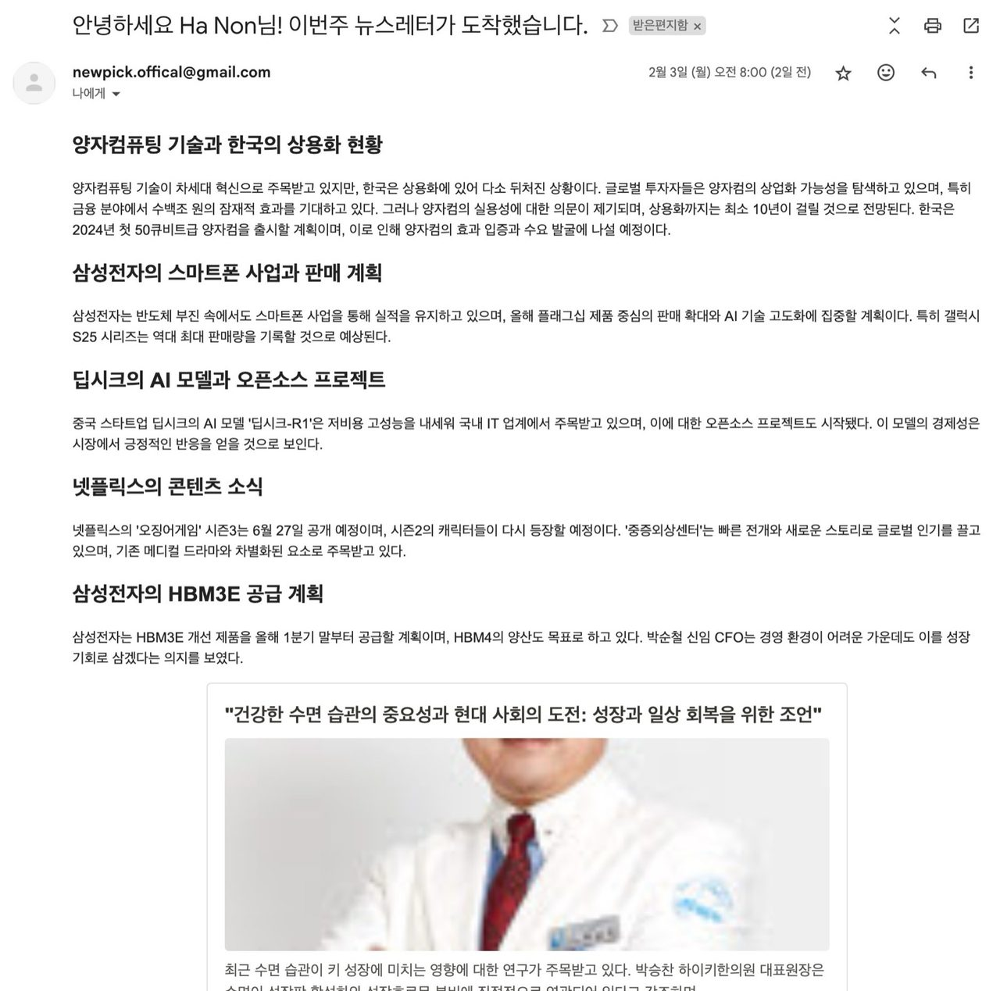 안녕하세요 Ha Non님! 이번주 뉴스레터가 도착했습니다.
받은편지함 ×
newpick.offical@gmail.com
2월 3일 (월) 오전 8:00 (2일 전)
나에게
양자컴퓨팅 기술과 한국의 상용화 현황
양자컴퓨팅 기술이 차세대 혁신으로 주목받고 있지만, 한국은 상용화에 있어 다소 뒤처진 상황이다. 글로벌 투자자들은 양자컴의 상업화 가능성을 탐색하고 있으며, 특히
금융 분야에서 수백조 원의 잠재적 효과를 기대하고 있다. 그러나 양자컴의 실용성에 대한 의문이 제기되며, 상용화까지는 최소 10년이 걸릴 것으로 전망된다. 한국은
2024년 첫 50큐비트급 양자컴을 출시할 계획이며, 이로 인해 양자컴의 효과 입증과 수요 발굴에 나설 예정이다.
삼성전자의 스마트폰 사업과 판매 계획
삼성전자는 반도체 부진 속에서도 스마트폰 사업을 통해 실적을 유지하고 있으며, 올해 플래그십 제품 중심의 판매 확대와 AI 기술 고도화에 집중할 계획이다. 특히 갤럭시
S25 시리즈는 역대 최대 판매량을 기록할 것으로 예상된다.
딥시크의 AI 모델과 오픈소스 프로젝트
중국 스타트업 딥시크의 AI 모델 '딥시크-R1'은 저비용 고성능을 내세워 국내 IT 업계에서 주목받고 있으며, 이에 대한 오픈소스 프로젝트도 시작됐다. 이 모델의 경제성은
시장에서 긍정적인 반응을 얻을 것으로 보인다.
넷플릭스의 콘텐츠 소식
넷플릭스의 '오징어게임' 시즌3는 6월 27일 공개 예정이며, 시즌2의 캐릭터들이 다시 등장할 예정이다. '중증외상센터'는 빠른 전개와 새로운 스토리로 글로벌 인기를 끌고
있으며, 기존 메디컬 드라마와 차별화된 요소로 주목받고 있다.
삼성전자의 HBM3E 공급 계획
삼성전자는 HBM3E 개선 제품을 올해 1분기 말부터 공급할 계획이며, HBM4의 양산도 목표로 하고 있다. 박순철 신임 CFO는 경영 환경이 어려운 가운데도 이를 성장
기회로 삼겠다는 의지를 보였다.
"건강한 수면 습관의 중요성과 현대 사회의 도전: 성장과 일상 회복을 위한 조언"
최근 수면 습관이 키 성장에 미치는 영향에 대한 연구가 주목받고 있다. 박승찬 하이키한의원 대표원장은